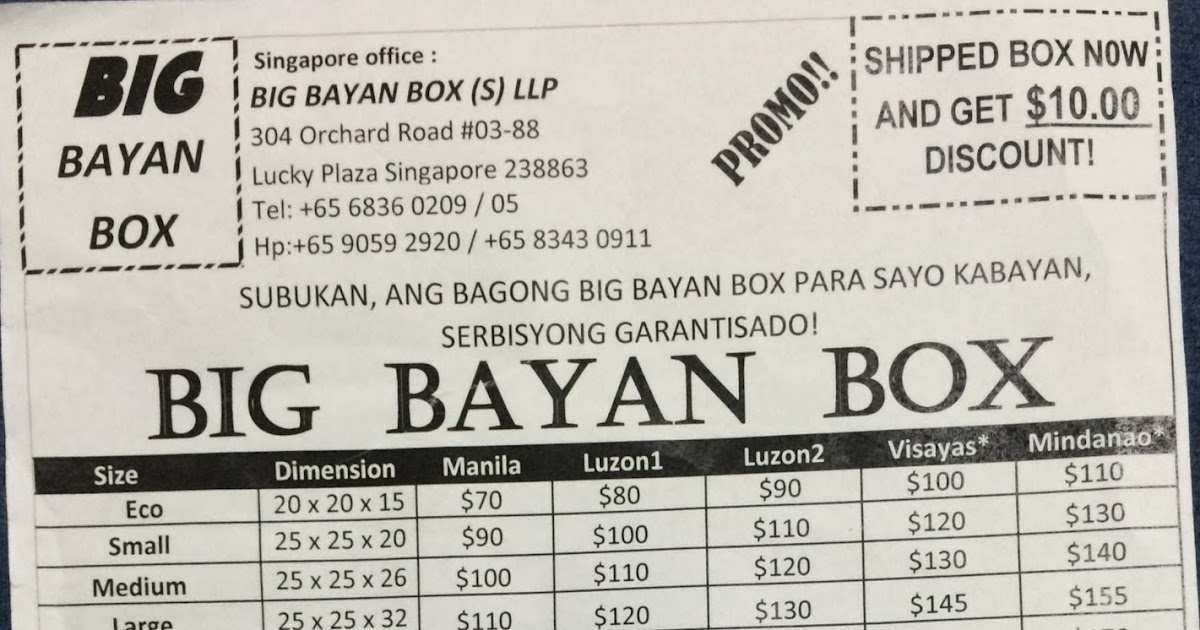 BIG
BAYAN
BOX
Singapore office :
BIG BAYAN BOX (S) LLP
304 Orchard Road #03-88
Lucky Plaza Singapore 238863
Tel: +65 6836 0209 / 05
Hp:+65 9059 2920 / +65 8343 0911
PROMO!!
SHIPPED BOX N0W
AND GET $10.00
DISCOUNT!
SUBUKAN, ANG BAGONG BIG BAYAN BOX PARA SAYO KABAYAN,
SERBISYONG GARANTISADO!
BIG BAYAN BOX
Size Dimension Manila Luzon1 Luzon2 Visayas* Mindanao*
Eco 20 x 20 x 15 $70 $80 $90 $100 $110
Small 25 x 25 x 20 $90 $100 $110 $120 $130
Medium 25 x 25 x 26 $100 $110 $120 $130 $140
Large 25 x 25 x 32 $110 $120 $130 $145 $155